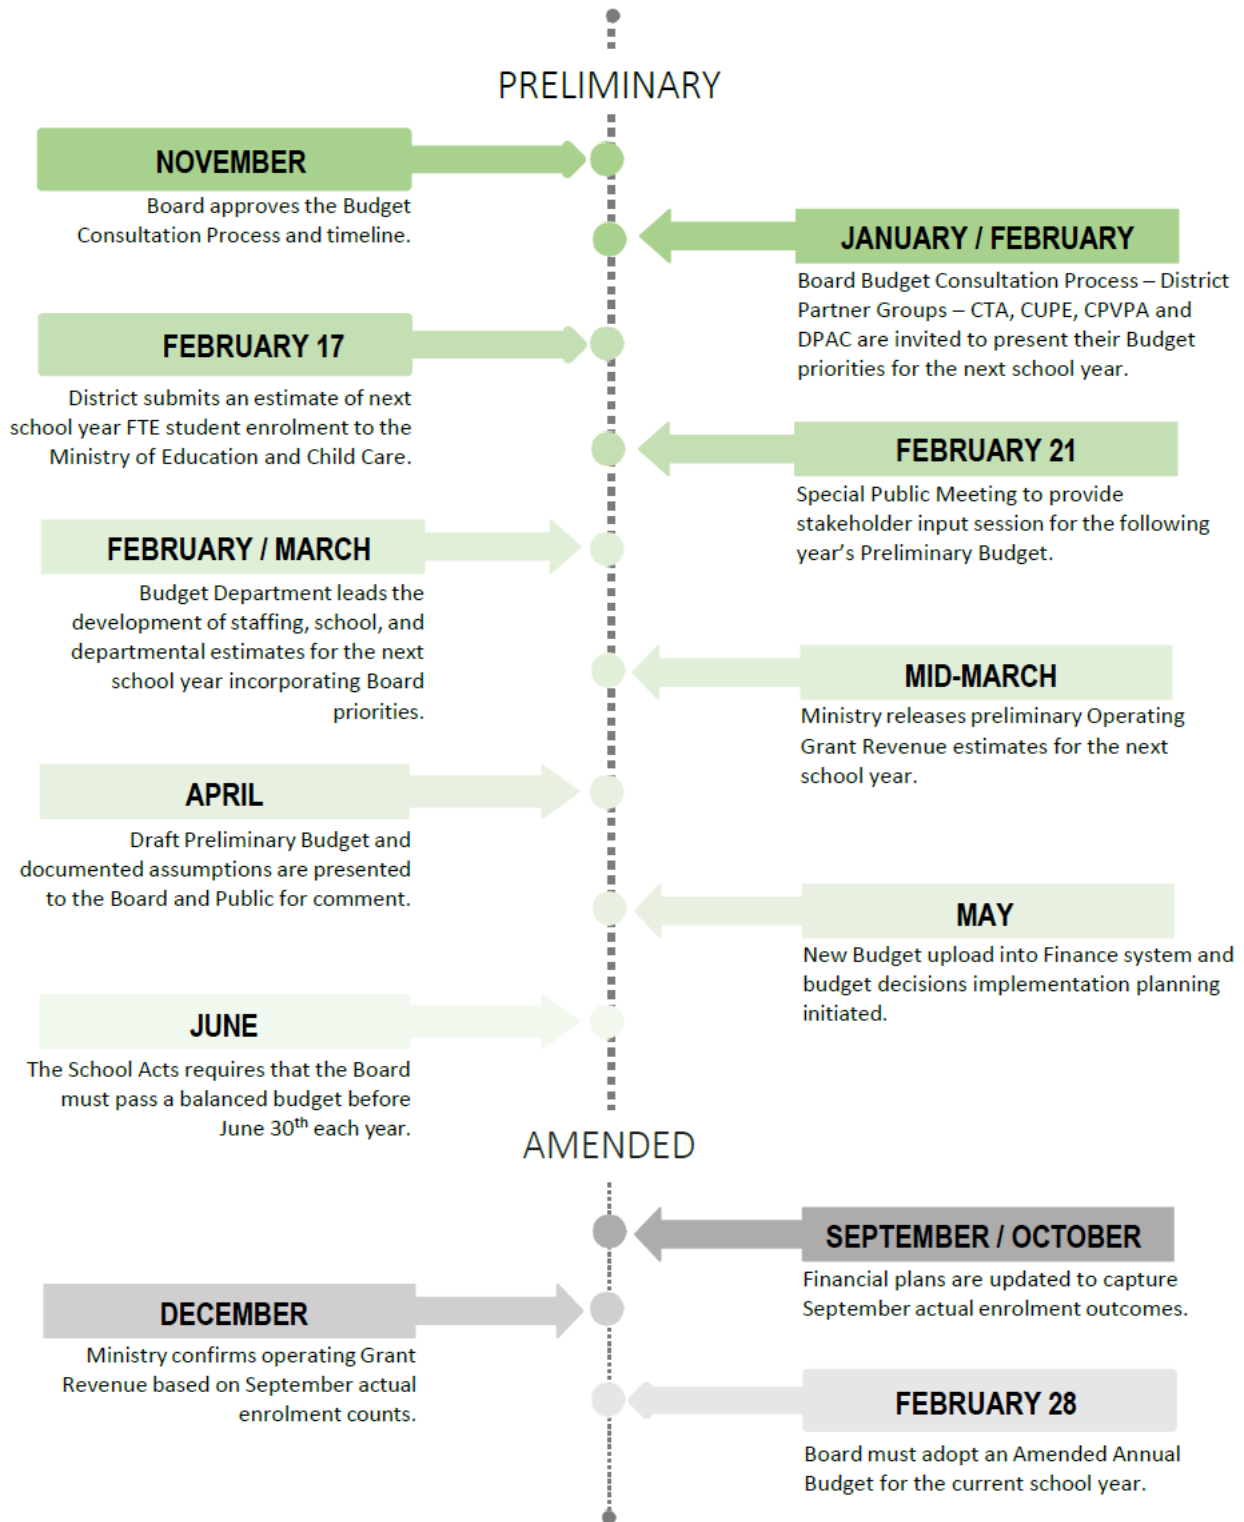 PRELIMINARY
NOVEMBER
Board approves the Budget
Consultation Process and timeline.
JANUARY / FEBRUARY
Board Budget Consultation Process – District
Partner Groups – CTA, CUPE, CPVPA and
DPAC are invited to present their Budget
priorities for the next school year.
FEBRUARY 17
District submits an estimate of next
school year FTE student enrolment to the
Ministry of Education and Child Care.
FEBRUARY 21
Special Public Meeting to provide
stakeholder input session for the following
year’s Preliminary Budget.
FEBRUARY / MARCH
Budget Department leads the
development of staffing, school, and
departmental estimates for the next
school year incorporating Board
priorities.
MID-MARCH
Ministry releases preliminary Operating
Grant Revenue estimates for the next
school year.
APRIL
Draft Preliminary Budget and
documented assumptions are presented
to the Board and Public for comment.
MAY
New Budget upload into Finance system and
budget decisions implementation planning
initiated.
JUNE
The School Acts requires that the Board
must pass a balanced budget before
June 30th each year.
AMENDED
SEPTEMBER / OCTOBER
Financial plans are updated to capture
September actual enrolment outcomes.
DECEMBER
Ministry confirms operating Grant
Revenue based on September actual
enrolment counts.
FEBRUARY 28
Board must adopt an Amended Annual
Budget for the current school year.